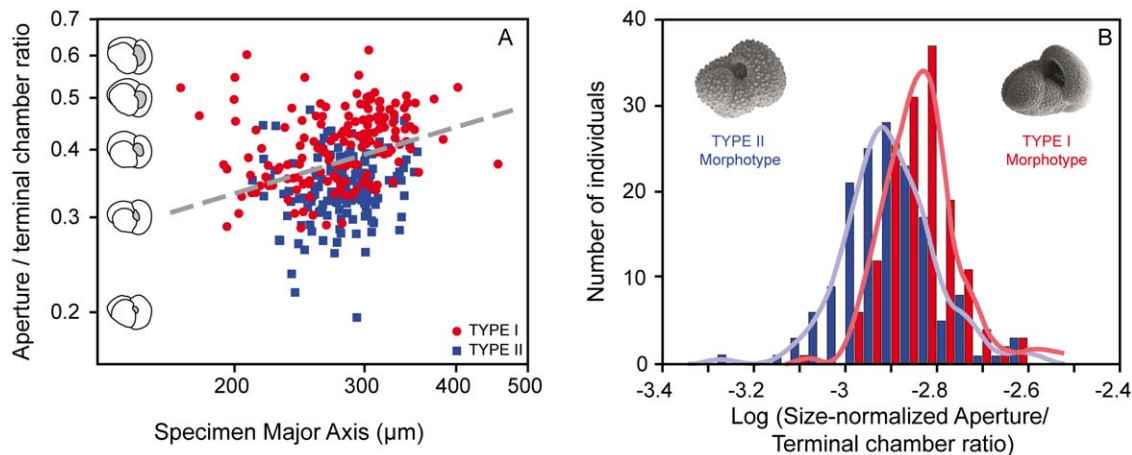 A
0.7
0.6
0.5
0.4
0.3
0.2
Aperture / terminal chamber ratio
TYPE I
TYPE II
200 300 400 500
Specimen Major Axis (µm)
B
40
30
20
10
0
Number of individuals
TYPE II
Morphotype
TYPE I
Morphotype
-3.4 -3.2 -3 -2.8 -2.6 -2.4
Log (Size-normalized Aperture/
Terminal chamber ratio)